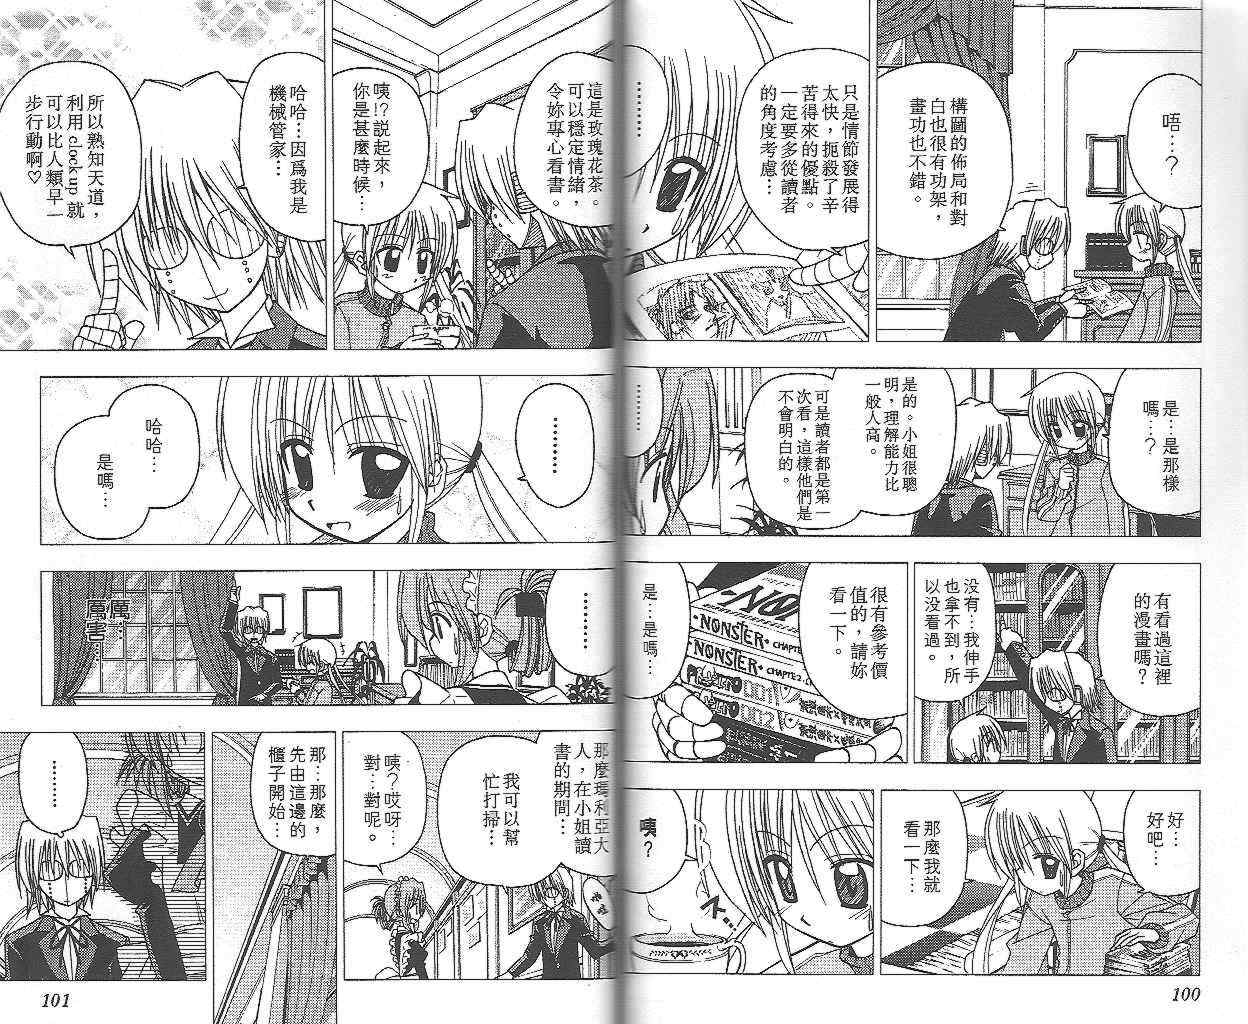 唔…?
構圖的佈局和對
白也很有功架，
畫功也不錯。
只是情節發展得
太快，扼殺了辛
苦得來的優點。
一定要多從讀者
的角度考慮…
………
是…是那樣
嗎…?
是的。小姐很聰
明，理解能力比
一般人高。
可是讀者都是第一
次看，這樣他們是
不會明白的。
有看過這裡
的漫畫嗎?
沒有…我伸手
也拿不到，所
以没看過。
很有參考價
值的，請妳
看一下。
是…是嗎…
NONSTER
CHAPTER
NONSTER
CHAPTER:2
001
002
好…
好吧…
那麼我就
看一下…
咦?
100
這是玫瑰花茶。
可以穩定情緒，
令妳專心看書。
咦!?說起來，
你是甚麼時候…
哈哈…因爲我是
機械管家…
所以熟知天道，
利用 clock up 就
可以比人類早一
步行動啊♡
………
哈哈…
是嗎…
………
厲…
厲害…
那麼瑪利亞大
人，在小姐讀
書的期間…
我可以幫
忙打掃…
咦?哎呀…
對…對呢。
那…那麼，
先由這邊的
櫃子開始…
………
101